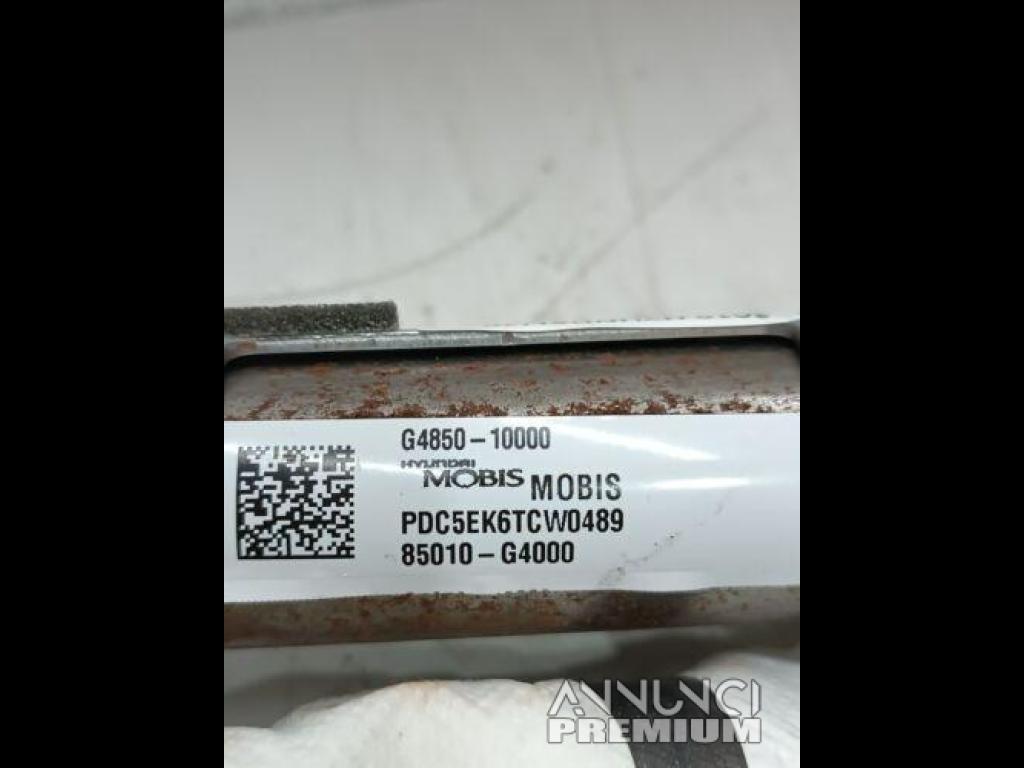 G4850-10000
HYUNDAI
MOBIS MOBIS
PDC5EK6TCW0489
85010-G4000
ANNUNCI
PREMIUM